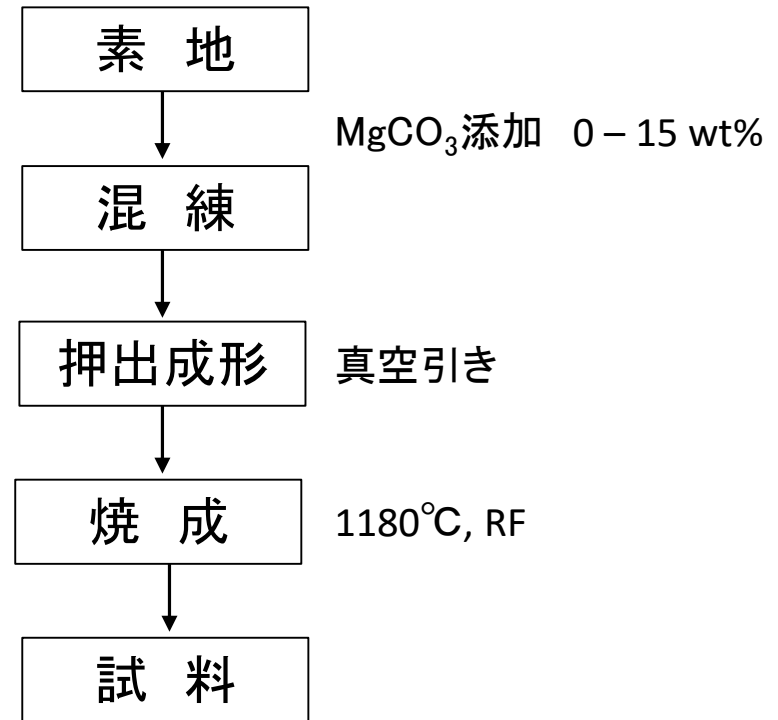 素 地
MgCO₃添加 0 – 15 wt%
混 練
押出成形 真空引き
焼 成 1180℃, RF
試 料